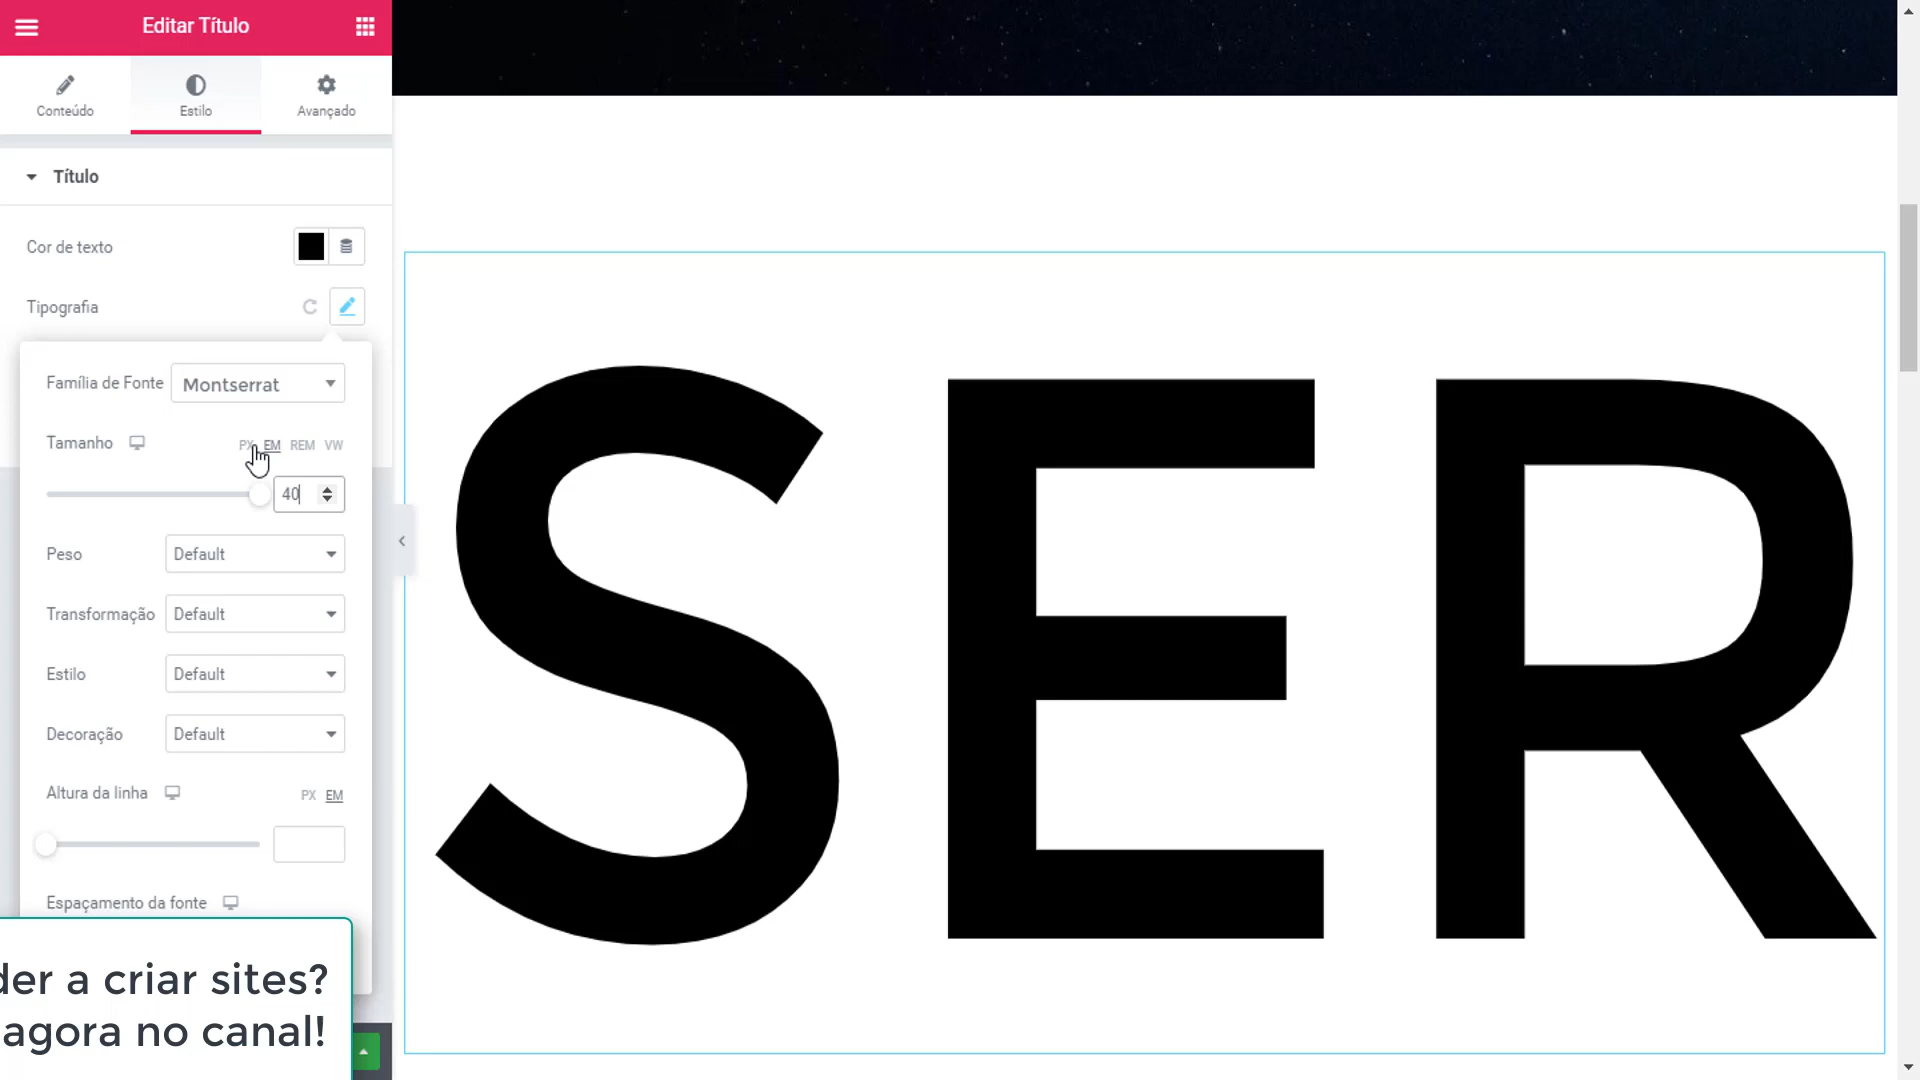 Editar Título
Conteúdo
Estilo
Avançado
Título
Cor de texto
Tipografia
Família de Fonte
Montserrat
Tamanho
PX EM REM VW
40
Peso
Default
Transformação
Default
Estilo
Default
Decoração
Default
Altura da linha
PX EM
Espaçamento da fonte
der a criar sites?
agora no canal!
SER